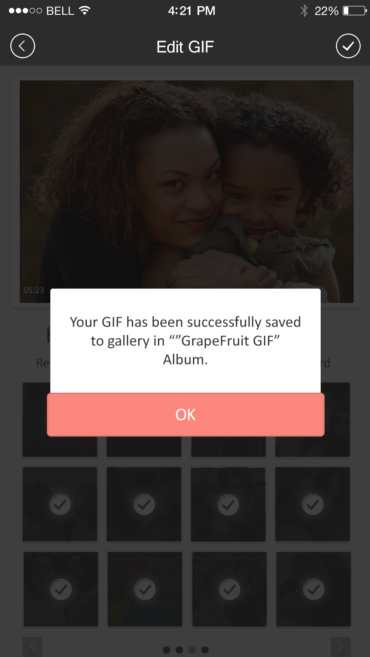 BELL 4:21 PM 22%
Edit GIF
05:23
Your GIF has been successfully saved
to gallery in “”GrapeFruit GIF”
Album.
OK